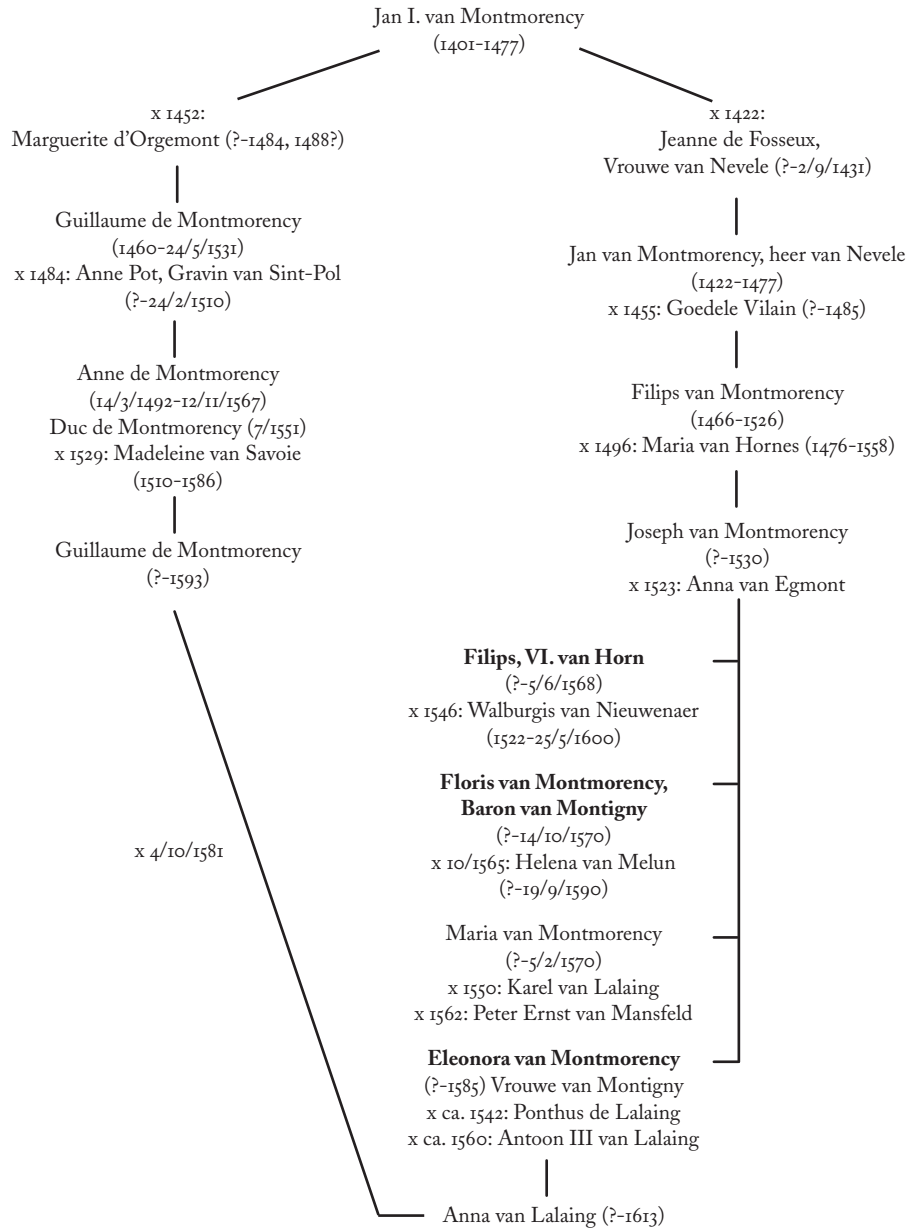 Jan I. van Montmorency
(1401-1477)
x 1452:
Marguerite d’Orgemont (?-1484, 1488?)
Guillaume de Montmorency
(1460-24/5/1531)
x 1484: Anne Pot, Gravin van Sint-Pol
(?-24/2/1510)
Anne de Montmorency
(14/3/1492-12/11/1567)
Duc de Montmorency (7/1551)
x 1529: Madeleine van Savoie
(1510-1586)
Guillaume de Montmorency
(?-1593)
x 4/10/1581
x 1422:
Jeanne de Fosseux,
Vrouwe van Nevele (?-2/9/1431)
Jan van Montmorency, heer van Nevele
(1422-1477)
x 1455: Goedele Vilain (?-1485)
Filips van Montmorency
(1466-1526)
x 1496: Maria van Hornes (1476-1558)
Joseph van Montmorency
(?-1530)
x 1523: Anna van Egmont
Filips, VI. van Horn
(?-5/6/1568)
x 1546: Walburgis van Nieuwenaer
(1522-25/5/1600)
Floris van Montmorency,
Baron van Montigny
(?-14/10/1570)
x 10/1565: Helena van Melun
(?-19/9/1590)
Maria van Montmorency
(?-5/2/1570)
x 1550: Karel van Lalaing
x 1562: Peter Ernst van Mansfeld
Eleonora van Montmorency
(?-1585) Vrouwe van Montigny
x ca. 1542: Ponthus de Lalaing
x ca. 1560: Antoon III van Lalaing
Anna van Lalaing (?-1613)